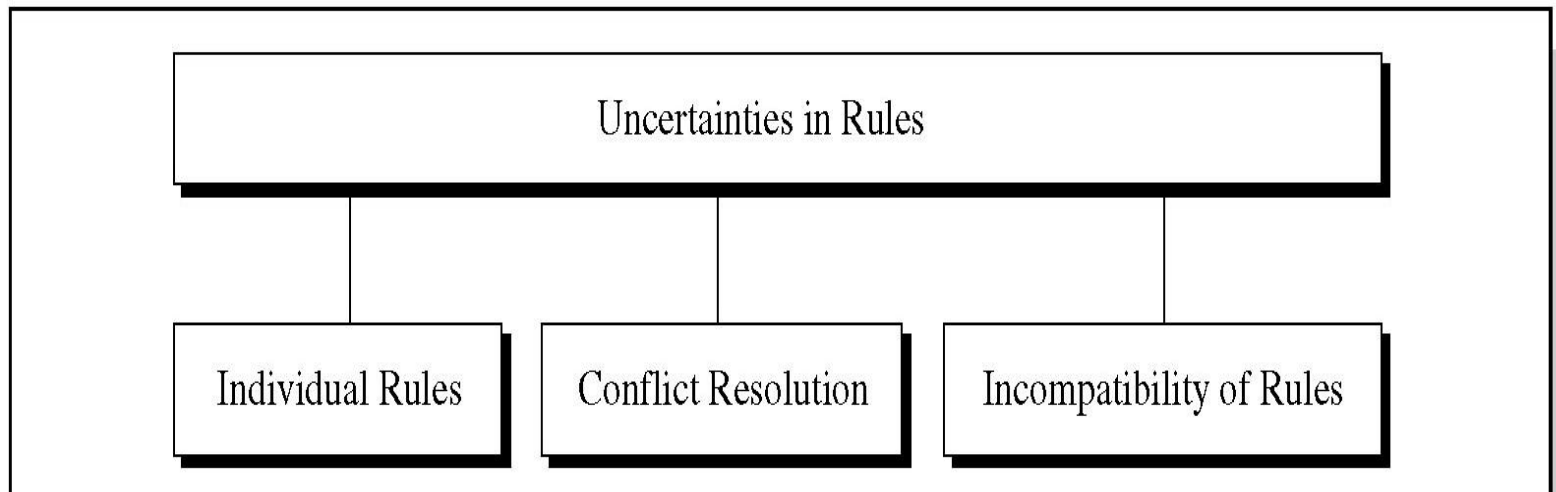 Uncertainties in Rules
Individual Rules
Conflict Resolution
Incompatibility of Rules